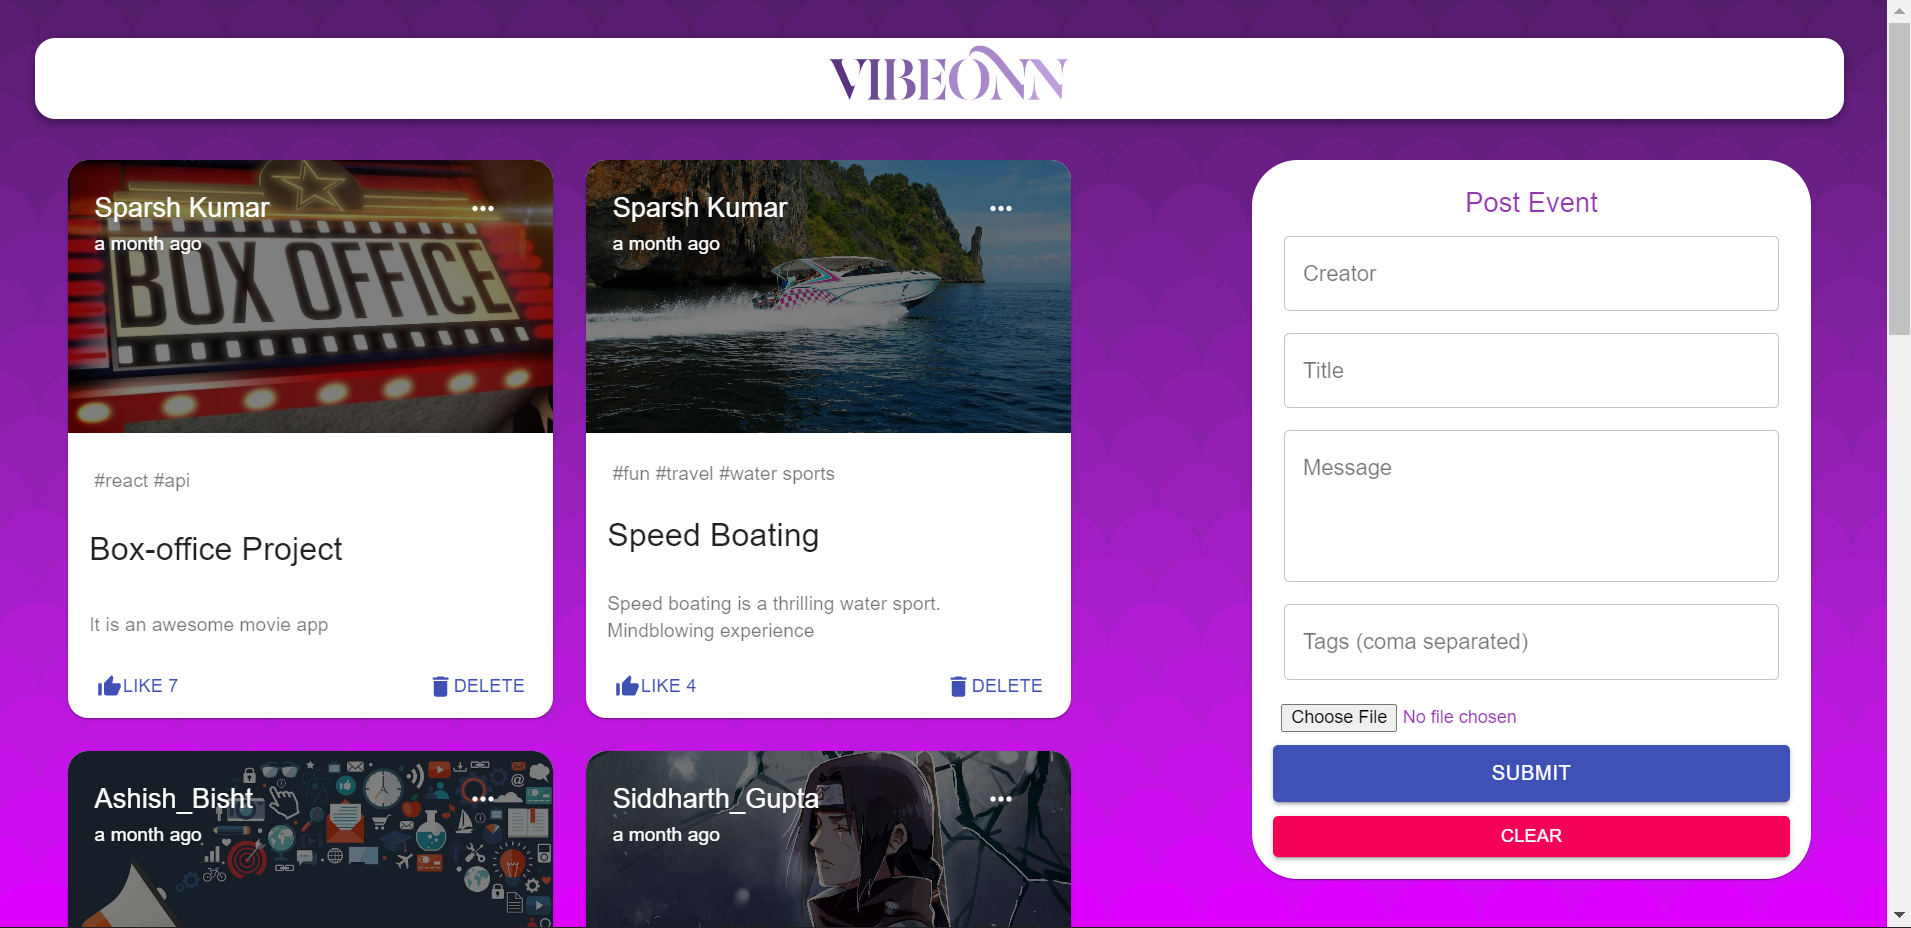 VIBEONN
Sparsh Kumar
a month ago
BOX OFFICE
#react #api
Box-office Project
It is an awesome movie app
LIKE 7
DELETE
Sparsh Kumar
a month ago
#fun #travel #water sports
Speed Boating
Speed boating is a thrilling water sport.
Mindblowing experience
LIKE 4
DELETE
Ashish_Bisht
a month ago
Siddharth_Gupta
a month ago
Post Event
Creator
Title
Message
Tags (coma separated)
Choose File No file chosen
SUBMIT
CLEAR